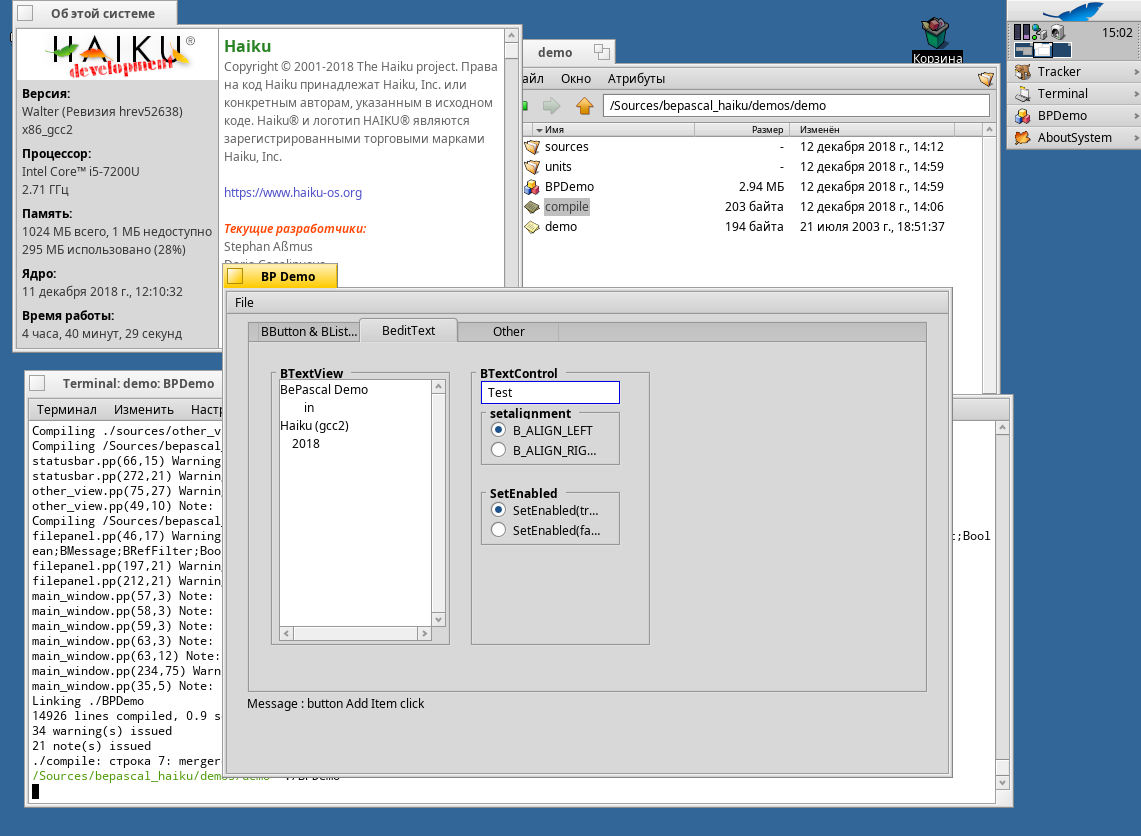 Об этой системе
HAIKU®
development
Версия:
Walter (Ревизия hrev52638)
x86_gcc2
Процессор:
Intel Core™ i5-7200U
2.71 ГГц
Память:
1024 МБ всего, 1 МБ недоступно
295 МБ использовано (28%)
Ядро:
11 декабря 2018 г., 12:10:32
Время работы:
4 часа, 40 минут, 29 секунд
Haiku
Copyright © 2001-2018 The Haiku project. Права
на код Haiku принадлежат Haiku, Inc. или
конкретным авторам, указанным в исходном
коде. Haiku® и логотип HAIKU® являются
зарегистрированными торговыми марками
Haiku, Inc.
https://www.haiku-os.org
Текущие разработчики:
Stephan Aßmus
demo
айл Окно Атрибуты
/Sources/bepascal_haiku/demos/demo
Имя Размер Изменён
sources - 12 декабря 2018 г., 14:12
units - 12 декабря 2018 г., 14:59
BPDemo 2.94 МБ 12 декабря 2018 г., 14:59
compile 203 байта 12 декабря 2018 г., 14:06
demo 194 байта 21 июля 2003 г., 18:51:37
Корзина
15:02
Tracker
Terminal
BPDemo
AboutSystem
BP Demo
File
BButton & BList...
BeditText
Other
BTextView
BePascal Demo
in
Haiku (gcc2)
2018
BTextControl
Test
setalignment
B_ALIGN_LEFT
B_ALIGN_RIG...
SetEnabled
SetEnabled(tr...
SetEnabled(fa...
Message : button Add Item click
Terminal: demo: BPDemo
Терминал Изменить Настр
Compiling ./sources/other_v
Compiling /Sources/bepascal
statusbar.pp(66,15) Warning
statusbar.pp(272,21) Warnin
other_view.pp(75,27) Warnin
other_view.pp(49,10) Note:
Compiling /Sources/bepascal
filepanel.pp(46,17) Warning t;Bool
ean;BMessage;BRefFilter;Boo
filepanel.pp(197,21) Warnin
filepanel.pp(212,21) Warnin
main_window.pp(57,3) Note:
main_window.pp(58,3) Note:
main_window.pp(59,3) Note:
main_window.pp(63,3) Note:
main_window.pp(63,12) Note:
main_window.pp(234,75) Warn
main_window.pp(35,5) Note:
Linking ./BPDemo
14926 lines compiled, 0.9 s
34 warning(s) issued
21 note(s) issued
./compile: строка 7: merger
/Sources/bepascal_haiku/demos/demo ./BPDemo